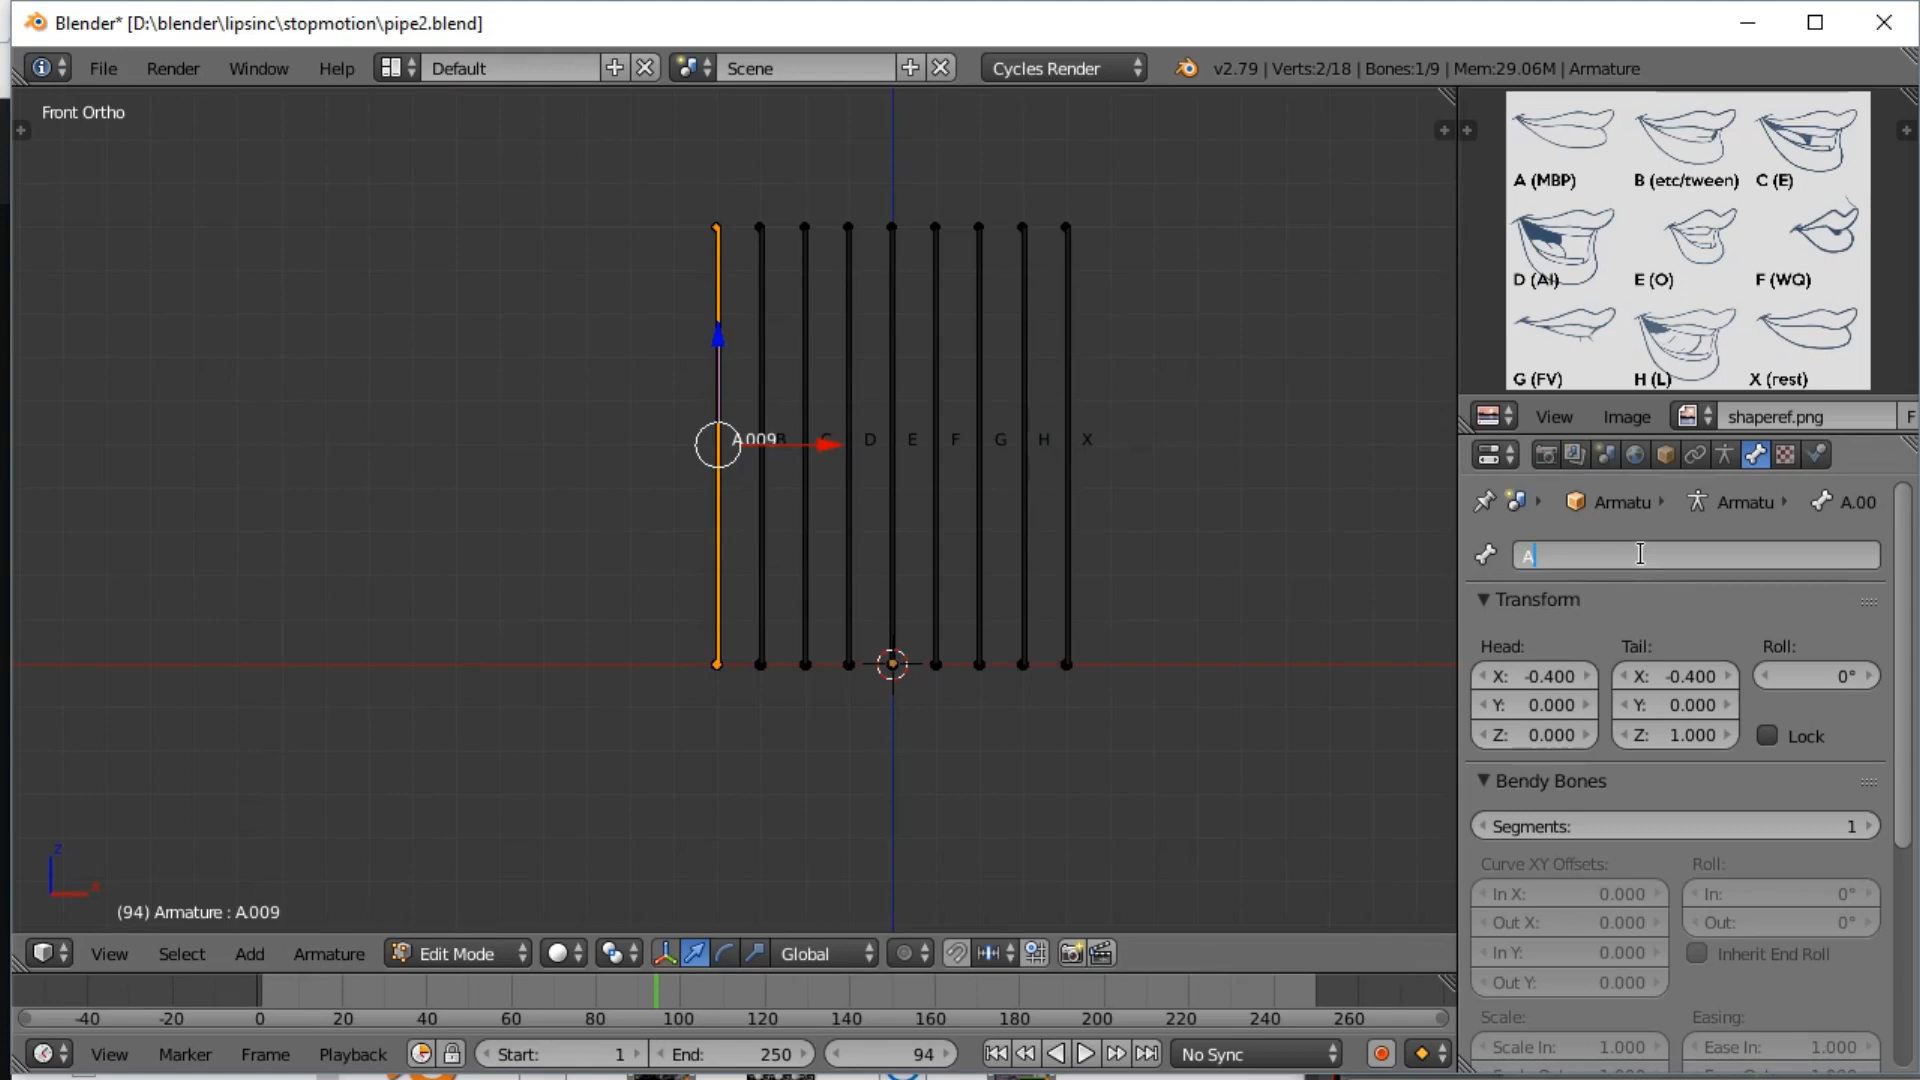 Blender* [D:\blender\lipsinc\stopmotion\pipe2.blend]
File Render Window Help Default Scene Cycles Render v2.79 | Verts:2/18 | Bones:1/9 | Mem:29.06M | Armature
Front Ortho
A (MBP) B (etc/tween) C (E)
D (AI) E (O) F (WQ)
G (FV) H (L) X (rest)
View Image shaperef.png F
A.009 B C D E F G H X
Armatu Armatu A.00
A
Transform
Head: Tail: Roll:
X: -0.400 X: -0.400 0°
Y: 0.000 Y: 0.000
Z: 0.000 Z: 1.000 Lock
Bendy Bones
Segments: 1
Curve XY Offsets: Roll:
In X: 0.000 In: 0°
Out X: 0.000 Out: 0°
In Y: 0.000 Inherit End Roll
Out Y: 0.000
Scale: Easing:
Scale In: 1.000 Ease In: 1.000
z
x
(94) Armature : A.009
View Select Add Armature Edit Mode Global
-40 -20 0 20 40 60 80 100 120 140 160 180 200 220 240 260
View Marker Frame Playback Start: 1 End: 250 94 No Sync